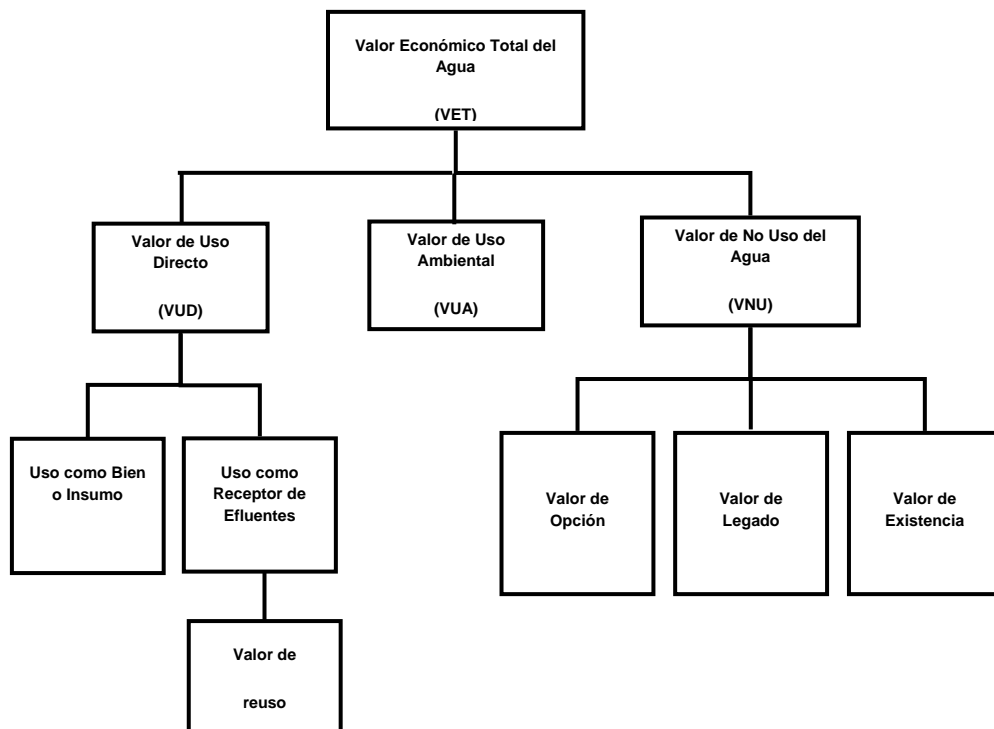 Valor Económico Total del
Agua
(VET)
Valor de Uso
Directo
(VUD)
Valor de Uso
Ambiental
(VUA)
Valor de No Uso del
Agua
(VNU)
Uso como Bien
o Insumo
Uso como
Receptor de
Efluentes
Valor de
Opción
Valor de
Legado
Valor de
Existencia
Valor de
reuso